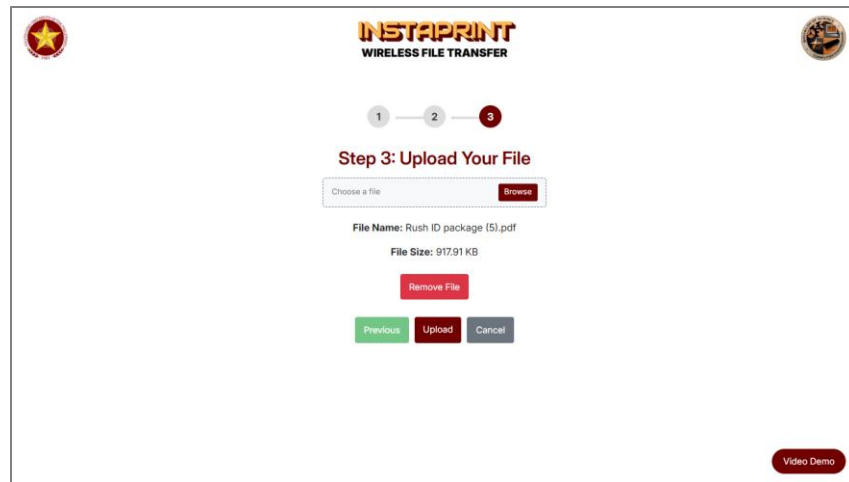 INSTAPRINT
WIRELESS FILE TRANSFER
1 2 3
Step 3: Upload Your File
Choose a file Browse
File Name: Rush ID package (5).pdf
File Size: 917.91 KB
Remove File
Previous Upload Cancel
Video Demo